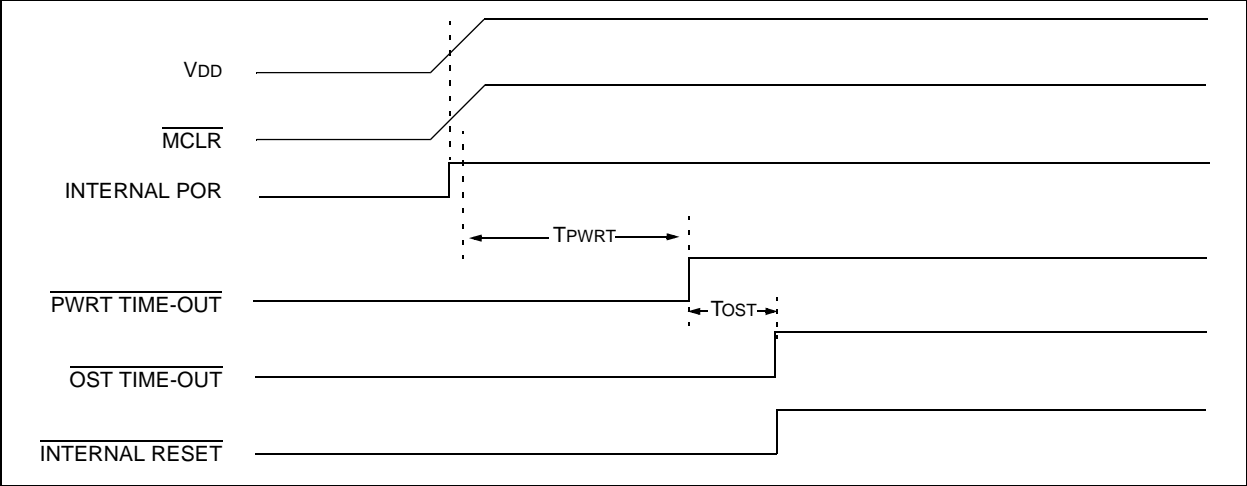 VDD
MCLR
INTERNAL POR
TPWRT
PWRT TIME-OUT
TOST
OST TIME-OUT
INTERNAL RESET